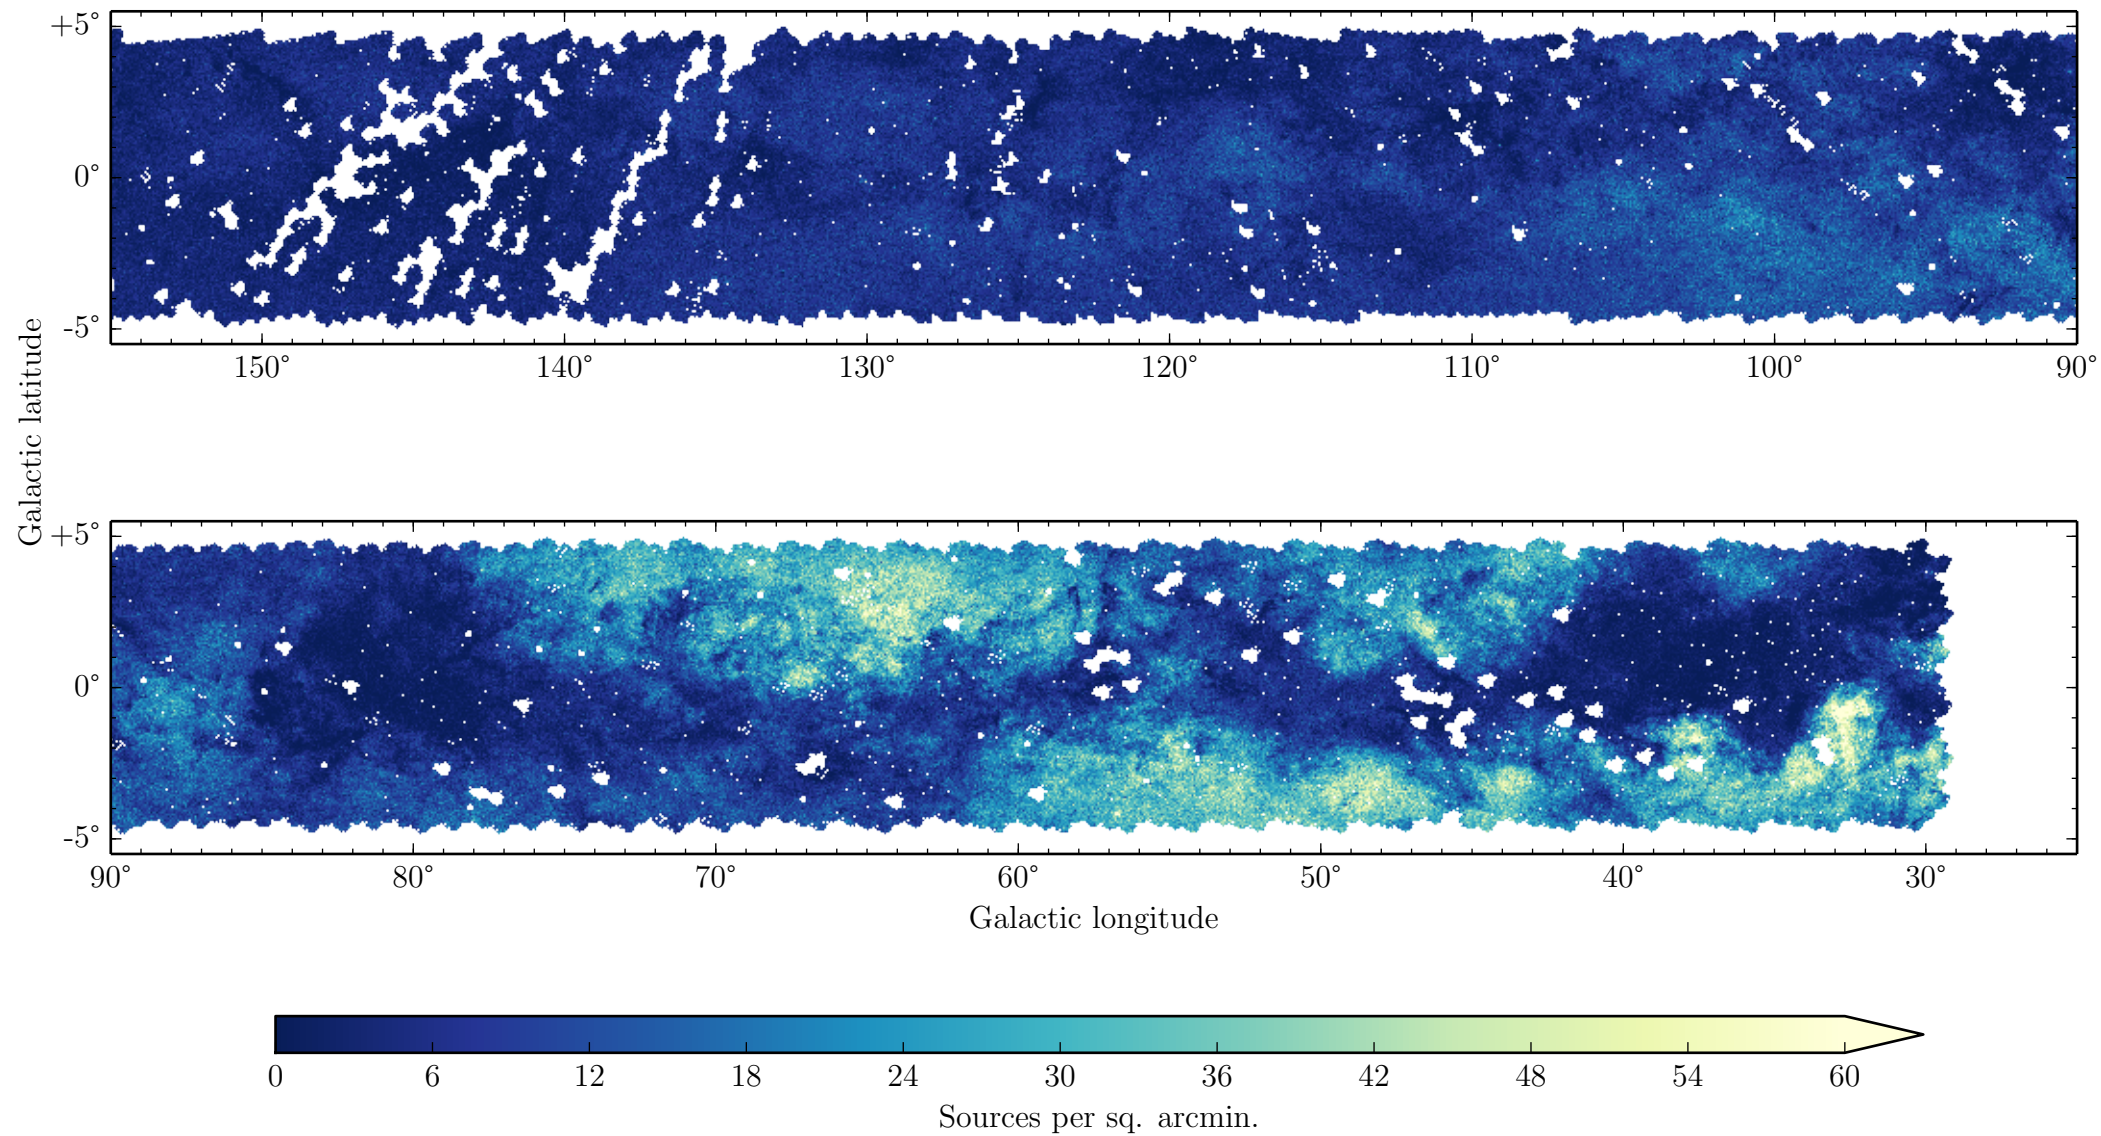 +5°
0°
-5°
150° 140° 130° 120° 110° 100° 90°
Galactic latitude
+5°
0°
-5°
90° 80° 70° 60° 50° 40° 30°
Galactic longitude
0 6 12 18 24 30 36 42 48 54 60
Sources per sq. arcmin.